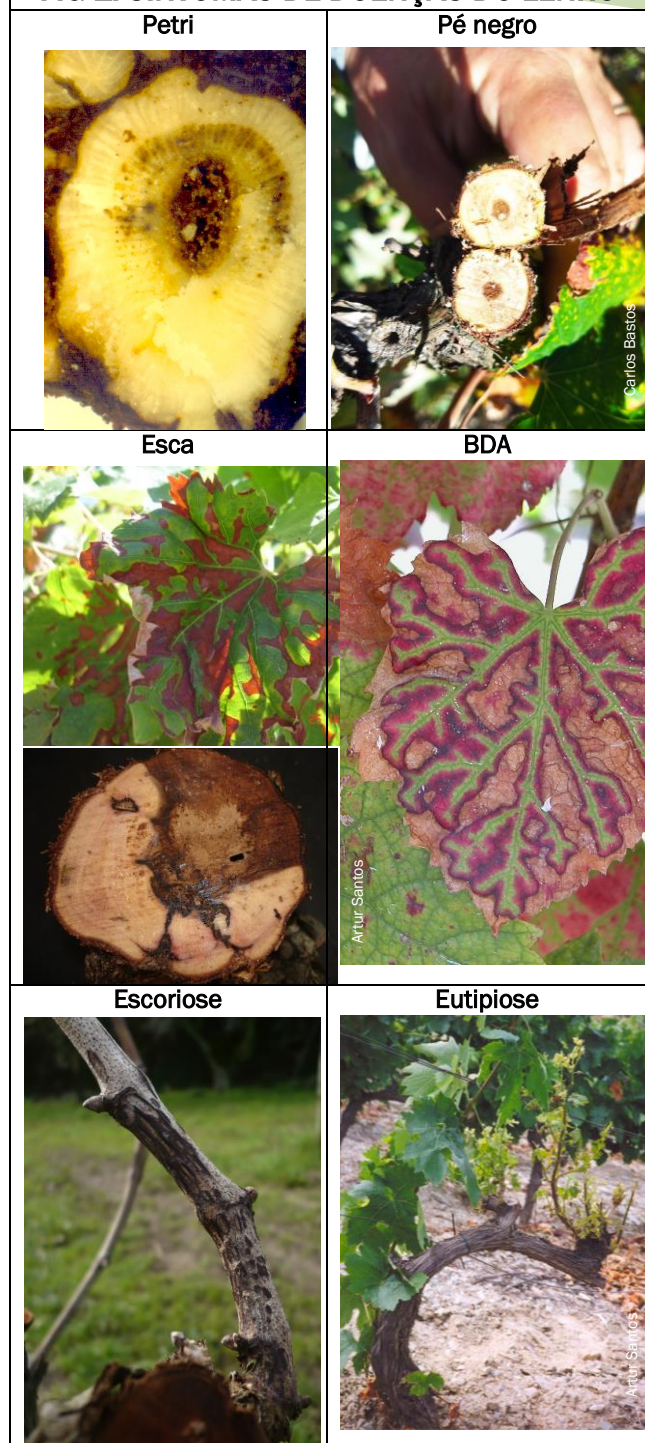 Petri
Pé negro
Carlos Bastos
Esca
BDA
Artur Santos
Escoriose
Eutipiose
Artur Santos